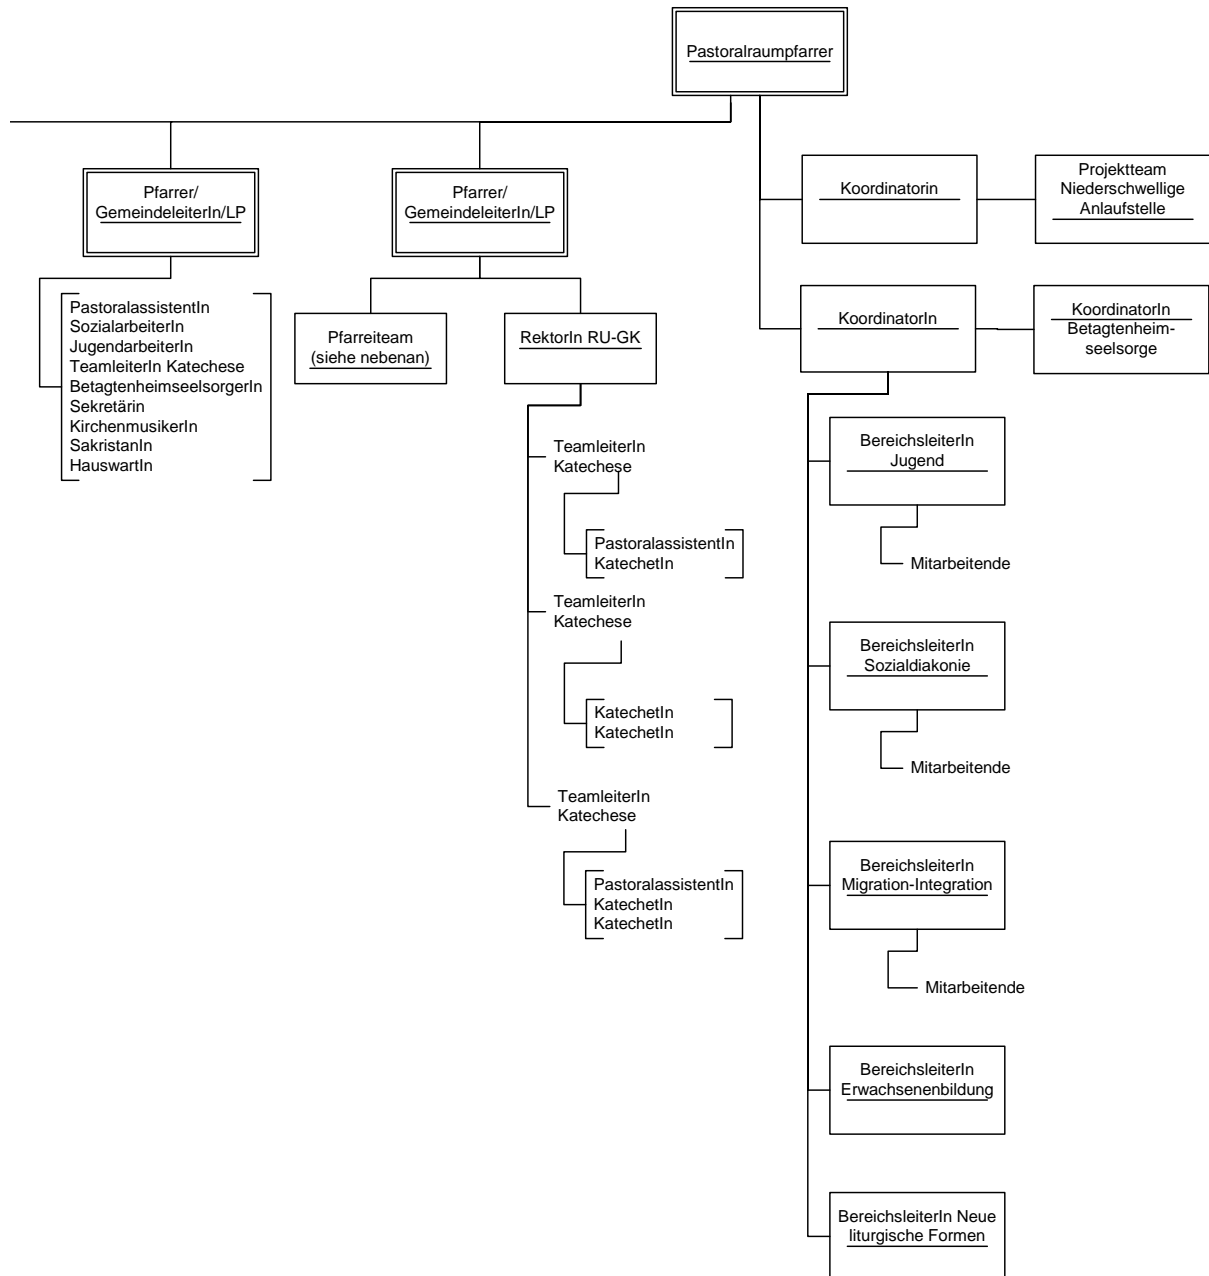 Pastoralraumpfarrer
Pfarrer/
GemeindeleiterIn/LP
Pfarrer/
GemeindeleiterIn/LP
Koordinatorin
Projektteam
Niederschwellige
Anlaufstelle
PastoralassistentIn
SozialarbeiterIn
JugendarbeiterIn
TeamleiterIn Katechese
BetagtenheimseelsorgerIn
Sekretärin
KirchenmusikerIn
SakristanIn
HauswartIn
Pfarreiteam
(siehe nebenan)
RektorIn RU-GK
KoordinatorIn
KoordinatorIn
Betagtenheim-
seelsorge
TeamleiterIn
Katechese
PastoralassistentIn
KatechetIn
TeamleiterIn
Katechese
KatechetIn
KatechetIn
TeamleiterIn
Katechese
PastoralassistentIn
KatechetIn
KatechetIn
BereichsleiterIn
Jugend
Mitarbeitende
BereichsleiterIn
Sozialdiakonie
Mitarbeitende
BereichsleiterIn
Migration-Integration
Mitarbeitende
BereichsleiterIn
Erwachsenenbildung
BereichsleiterIn Neue
liturgische Formen